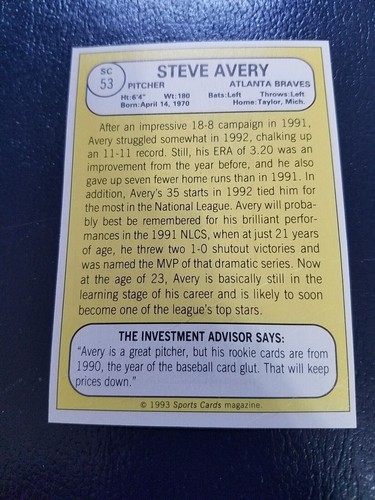 SC
53
STEVE AVERY
PITCHER ATLANTA BRAVES
Ht:6'4" Wt:180 Bats:Left Throws:Left
Born:April 14, 1970 Home:Taylor, Mich.
After an impressive 18-8 campaign in 1991,
Avery struggled somewhat in 1992, chalking up
an 11-11 record. Still, his ERA of 3.20 was an
improvement from the year before, and he also
gave up seven fewer home runs than in 1991. In
addition, Avery's 35 starts in 1992 tied him for
the most in the National League. Avery will proba-
bly best be remembered for his brilliant perfor-
mances in the 1991 NLCS, when at just 21 years
of age, he threw two 1-0 shutout victories and
was named the MVP of that dramatic series. Now
at the age of 23, Avery is basically still in the
learning stage of his career and is likely to soon
become one of the league's top stars.
THE INVESTMENT ADVISOR SAYS:
"Avery is a great pitcher, but his rookie cards are from
1990, the year of the baseball card glut. That will keep
prices down."
© 1993 Sports Cards magazine.